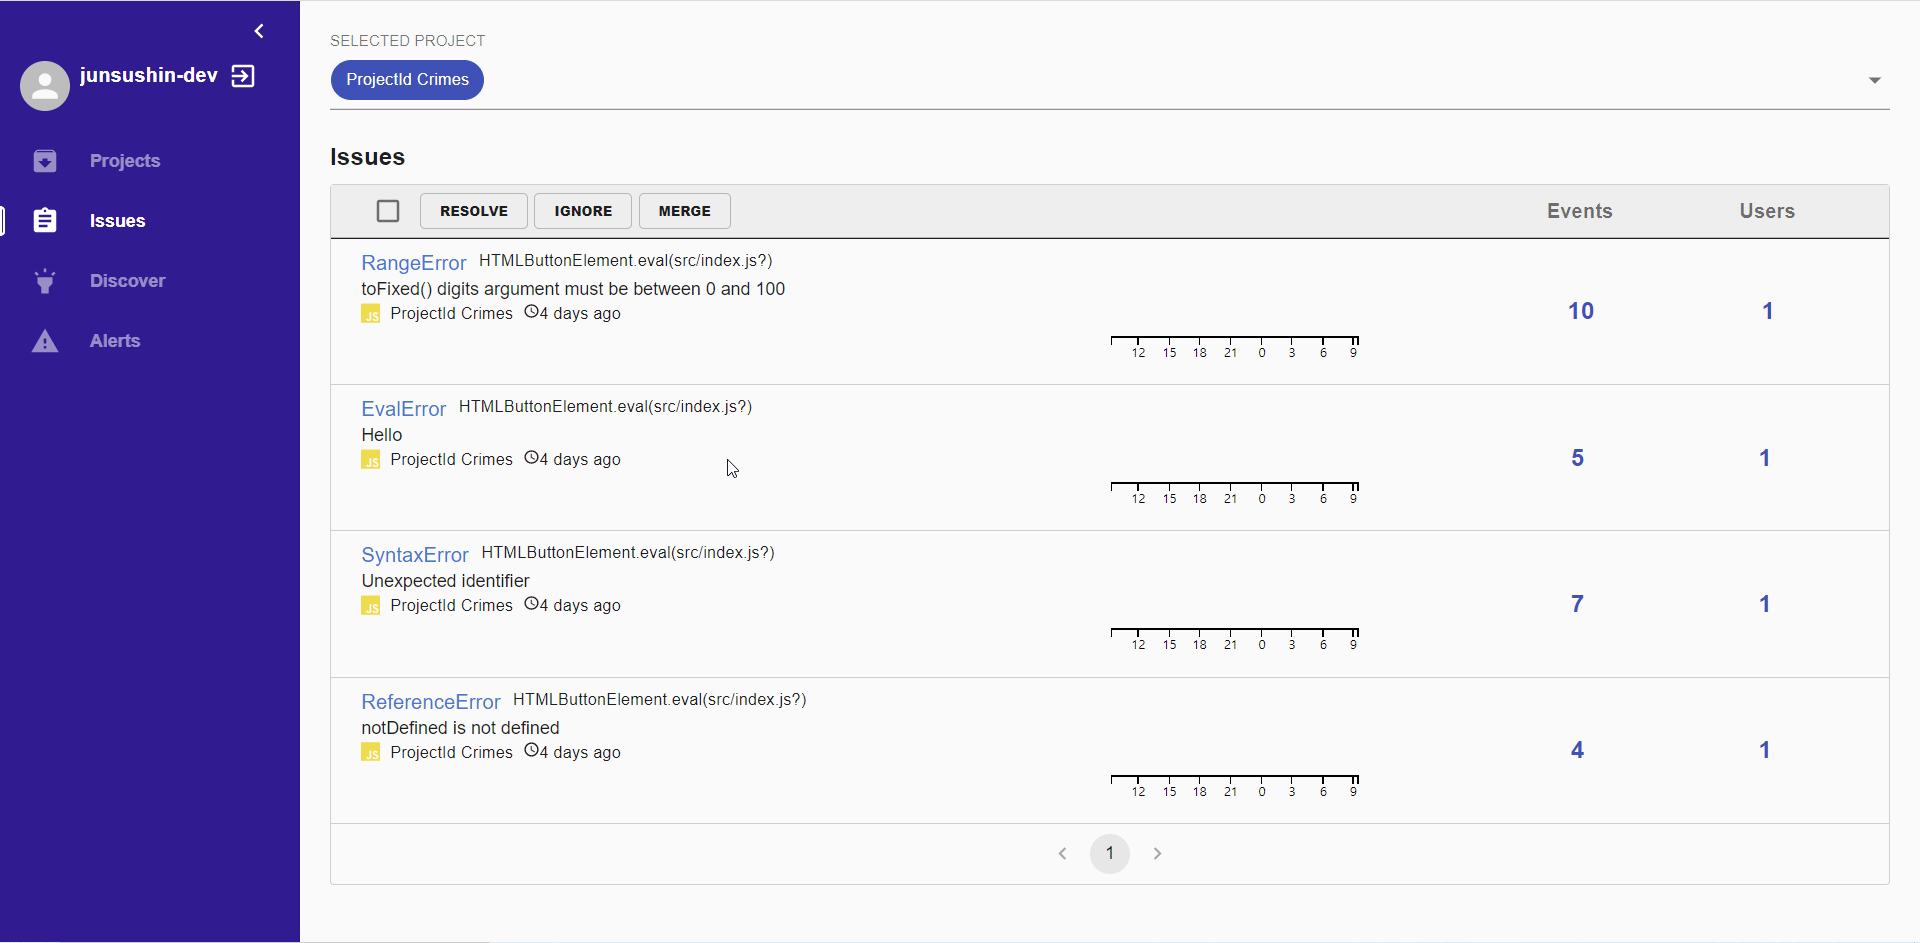 junsushin-dev
Projects
Issues
Discover
Alerts
SELECTED PROJECT
ProjectId Crimes
Issues
RESOLVE IGNORE MERGE Events Users
RangeError HTMLButtonElement.eval(src/index.js?)
toFixed() digits argument must be between 0 and 100
JS ProjectId Crimes 4 days ago
12 15 18 21 0 3 6 9
10 1
EvalError HTMLButtonElement.eval(src/index.js?)
Hello
JS ProjectId Crimes 4 days ago
12 15 18 21 0 3 6 9
5 1
SyntaxError HTMLButtonElement.eval(src/index.js?)
Unexpected identifier
JS ProjectId Crimes 4 days ago
12 15 18 21 0 3 6 9
7 1
ReferenceError HTMLButtonElement.eval(src/index.js?)
notDefined is not defined
JS ProjectId Crimes 4 days ago
12 15 18 21 0 3 6 9
4 1
1